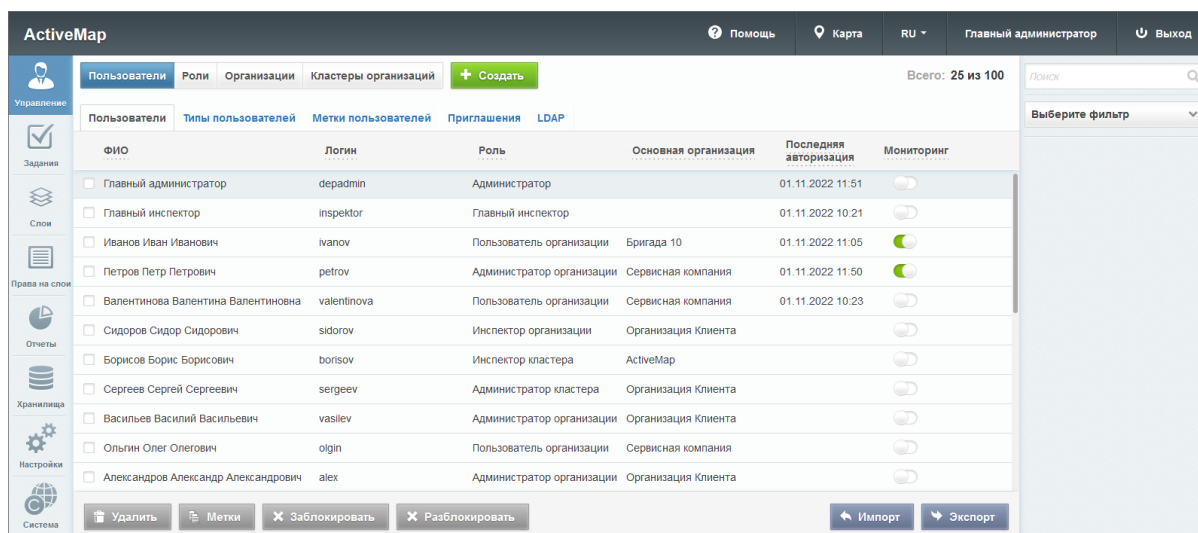 ActiveMap
Помощь
Карта
RU
Главный администратор
Выход
Управление
Задания
Слои
Права на слои
Отчеты
Хранилища
Настройки
Система
Пользователи Роли Организации Кластеры организаций + Создать Всего: 25 из 100
Пользователи Типы пользователей Метки пользователей Приглашения LDAP
ФИО Логин Роль Основная организация Последняя авторизация Мониторинг
Главный администратор depadmin Администратор 01.11.2022 11:51
Главный инспектор inspektor Главный инспектор 01.11.2022 10:21
Иванов Иван Иванович ivanov Пользователь организации Бригада 10 01.11.2022 11:05
Петров Петр Петрович petrov Администратор организации Сервисная компания 01.11.2022 11:50
Валентинова Валентина Валентиновна valentinova Пользователь организации Сервисная компания 01.11.2022 10:23
Сидоров Сидор Сидорович sidorov Инспектор организации Организация Клиента
Борисов Борис Борисович borisov Инспектор кластера ActiveMap
Сергеев Сергей Сергеевич sergeev Администратор кластера Организация Клиента
Васильев Василий Васильевич vasilev Администратор организации Организация Клиента
Ольгин Олег Олегович olgin Пользователь организации Сервисная компания
Александров Александр Александрович alex Администратор организации Организация Клиента
Удалить Метки Заблокировать Разблокировать Импорт Экспорт
Поиск
Выберите фильтр